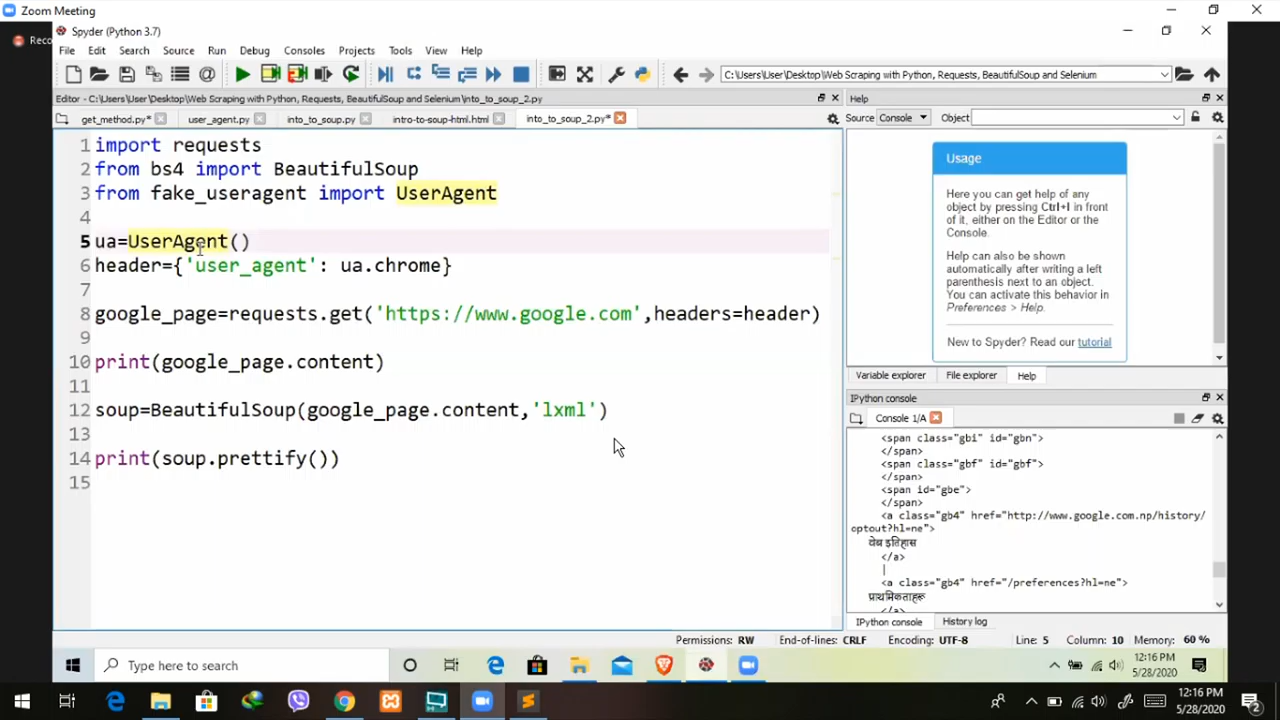 Zoom Meeting
Reco
Spyder (Python 3.7)
File Edit Search Source Run Debug Consoles Projects Tools View Help
C:\Users\User\Desktop\Web Scraping with Python, Requests, BeautifulSoup and Selenium
Editor - C:\Users\User\Desktop\Web Scraping with Python, Requests, BeautifulSoup and Selenium\into_to_soup_2.py
get_method.py* user_agent.py into_to_soup.py intro-to-soup-html.html into_to_soup_2.py*
1 import requests
2 from bs4 import BeautifulSoup
3 from fake_useragent import UserAgent
4
5 ua=UserAgent()
6 header={'user_agent': ua.chrome}
7
8 google_page=requests.get('https://www.google.com',headers=header)
9
10 print(google_page.content)
11
12 soup=BeautifulSoup(google_page.content,'lxml')
13
14 print(soup.prettify())
15
Help
Source Console Object
Usage
Here you can get help of any
object by pressing Ctrl+I in front
of it, either on the Editor or the
Console.
Help can also be shown
automatically after writing a left
parenthesis next to an object.
You can activate this behavior in
Preferences > Help.
New to Spyder? Read our tutorial
Variable explorer File explorer Help
IPython console
Console 1/A
<span class="gbi" id="gbn">
</span>
<span class="gbf" id="gbf">
</span>
<span id="gbe">
</span>
<a class="gb4" href="http://www.google.com.np/history/
optout?hl=ne">
वेब इतिहास
</a>
|
<a class="gb4" href="/preferences?hl=ne">
प्राथमिकताहरू
</a>
IPython console History log
Permissions: RW End-of-lines: CRLF Encoding: UTF-8 Line: 5 Column: 10 Memory: 60 %
Type here to search
12:16 PM
5/28/2020
12:16 PM
5/28/2020
2